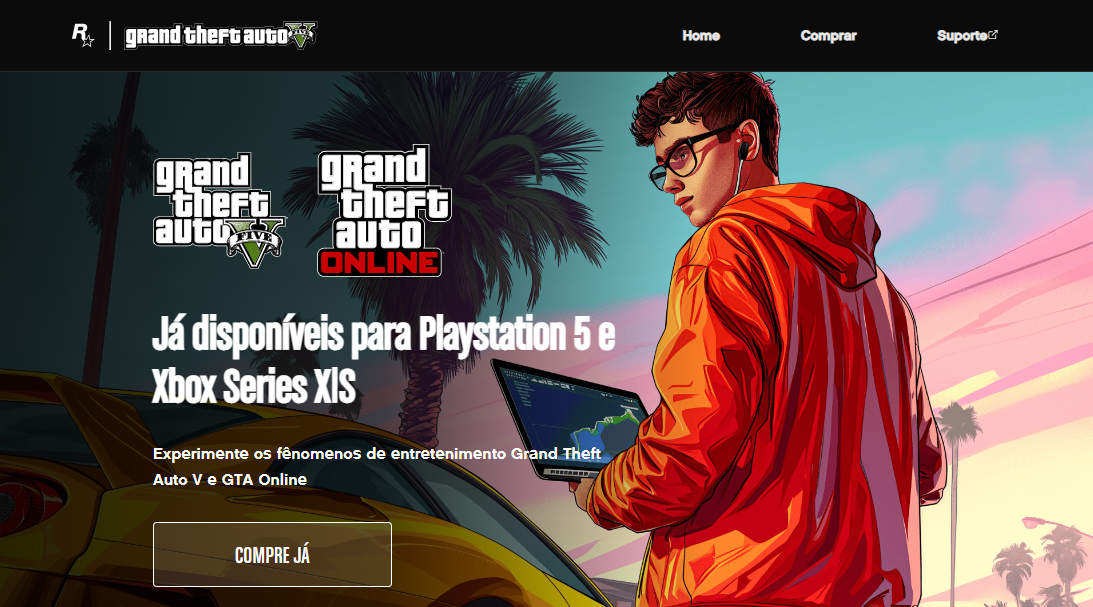 R
grand theft auto V
Home
Comprar
Suporte
grand
theft
auto
FIVE
V
grand
theft
auto
ONLINE
Já disponíveis para Playstation 5 e
Xbox Series X|S
Experimente os fênomenos de entretenimento Grand Theft
Auto V e GTA Online
COMPRE JÁ